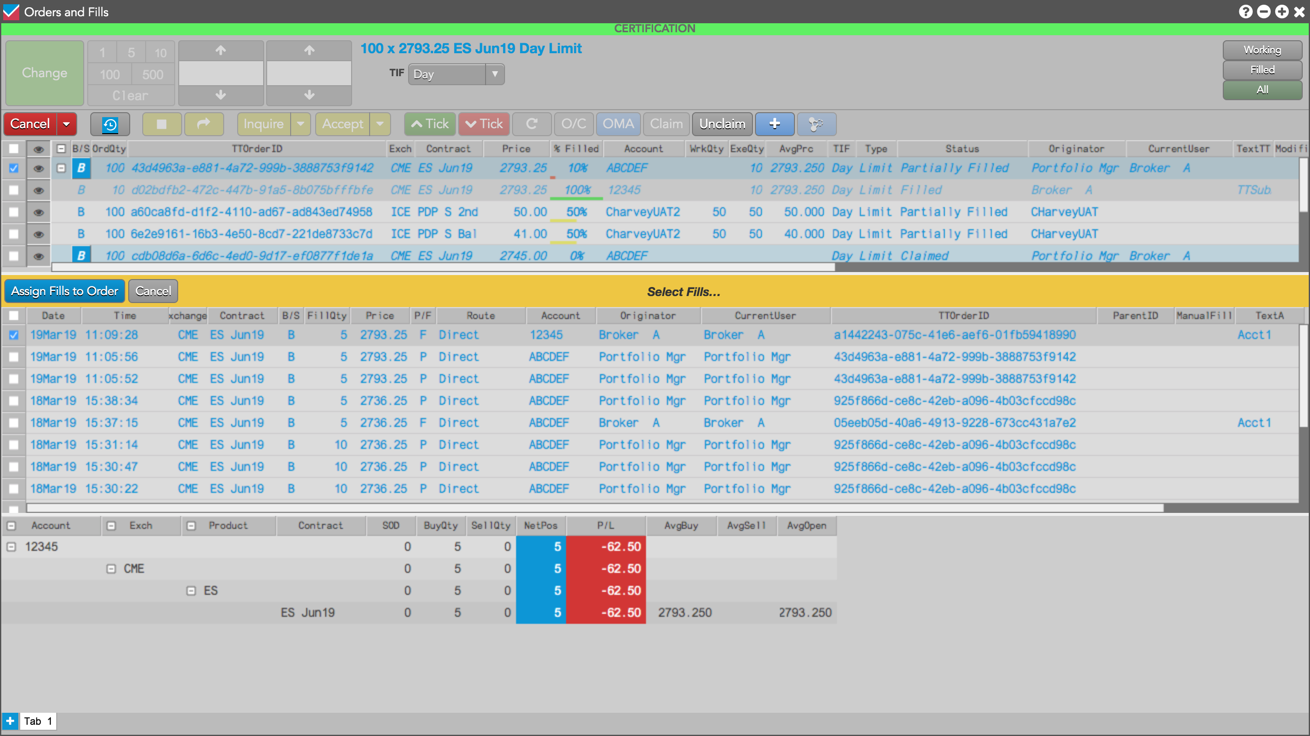 Orders and Fills
CERTIFICATION
Change
1 5 10
100 500
Clear
100 x 2793.25 ES Jun19 Day Limit
TIF Day
Working
Filled
All
Cancel Inquire Accept Tick Tick C O/C OMA Claim Unclaim
B/S OrdQty TTOrderID Exch Contract Price % Filled Account WrkQty ExeQty AvgPrc TIF Type Status Originator CurrentUser TextTT Modifi
B 100 43d4963a-e881-4a72-999b-3888753f9142 CME ES Jun19 2793.25 10% ABCDEF 10 2793.250 Day Limit Partially Filled Portfolio Mgr Broker A
B 10 d02bdfb2-472c-447b-91a5-8b075bfffbfe CME ES Jun19 2793.25 100% 12345 10 2793.250 Day Limit Filled Broker A TTSub
B 100 a60ca8fd-d1f2-4110-ad67-ad843ed74958 ICE PDP S 2nd 50.00 50% CharveyUAT2 50 50 50.000 Day Limit Partially Filled CHarveyUAT
B 100 6e2e9161-16b3-4e50-8cd7-221de8733c7d ICE PDP S Bal 41.00 50% CharveyUAT2 50 50 40.000 Day Limit Partially Filled CHarveyUAT
B 100 cdb08d6a-6d6c-4ed0-9d17-ef0877f1de1a CME ES Jun19 2745.00 0% ABCDEF Day Limit Claimed Portfolio Mgr Broker A
Assign Fills to Order Cancel Select Fills...
Date Time xchange Contract B/S FillQty Price P/F Route Account Originator CurrentUser TTOrderID ParentID ManualFill TextA
19Mar19 11:09:28 CME ES Jun19 B 5 2793.25 F Direct 12345 Broker A Broker A a1442243-075c-41e6-aef6-01fb59418990 Acct1
19Mar19 11:05:56 CME ES Jun19 B 5 2793.25 P Direct ABCDEF Portfolio Mgr Portfolio Mgr 43d4963a-e881-4a72-999b-3888753f9142
19Mar19 11:05:52 CME ES Jun19 B 5 2793.25 P Direct ABCDEF Portfolio Mgr Portfolio Mgr 43d4963a-e881-4a72-999b-3888753f9142
18Mar19 15:38:34 CME ES Jun19 B 5 2736.25 P Direct ABCDEF Portfolio Mgr Portfolio Mgr 925f866d-ce8c-42eb-a096-4b03cfccd98c
18Mar19 15:37:15 CME ES Jun19 B 5 2736.25 F Direct ABCDEF Broker A Broker A 05eeb05d-40a6-4913-9228-673cc431a7e2 Acct1
18Mar19 15:31:14 CME ES Jun19 B 10 2736.25 P Direct ABCDEF Portfolio Mgr Portfolio Mgr 925f866d-ce8c-42eb-a096-4b03cfccd98c
18Mar19 15:30:47 CME ES Jun19 B 10 2736.25 P Direct ABCDEF Portfolio Mgr Portfolio Mgr 925f866d-ce8c-42eb-a096-4b03cfccd98c
18Mar19 15:30:22 CME ES Jun19 B 10 2736.25 P Direct ABCDEF Portfolio Mgr Portfolio Mgr 925f866d-ce8c-42eb-a096-4b03cfccd98c
Account Exch Product Contract SOD BuyQty SellQty NetPos P/L AvgBuy AvgSell AvgOpen
12345 0 5 0 5 -62.50
CME 0 5 0 5 -62.50
ES 0 5 0 5 -62.50
ES Jun19 0 5 0 5 -62.50 2793.250 2793.250
Tab 1